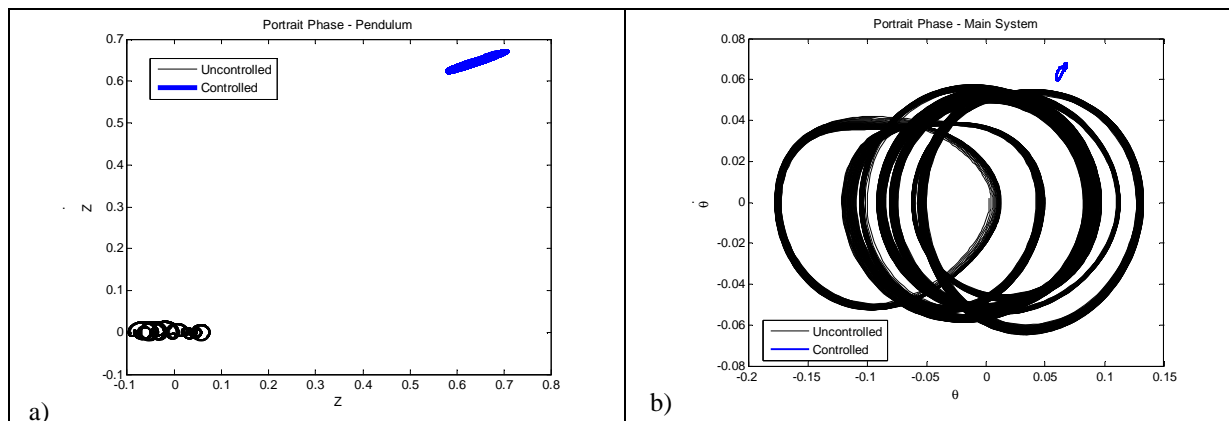 Portrait Phase - Pendulum
0.7
0.6
0.5
0.4
0.3
0.2
0.1
0
-0.1
Ż
Uncontrolled
Controlled
-0.1 0 0.1 0.2 0.3 0.4 0.5 0.6 0.7 0.8
Z
a)
Portrait Phase - Main System
0.08
0.06
0.04
0.02
0
-0.02
-0.04
-0.06
-0.08
θ̇
Uncontrolled
Controlled
-0.2 -0.15 -0.1 -0.05 0 0.05 0.1 0.15
θ
b)